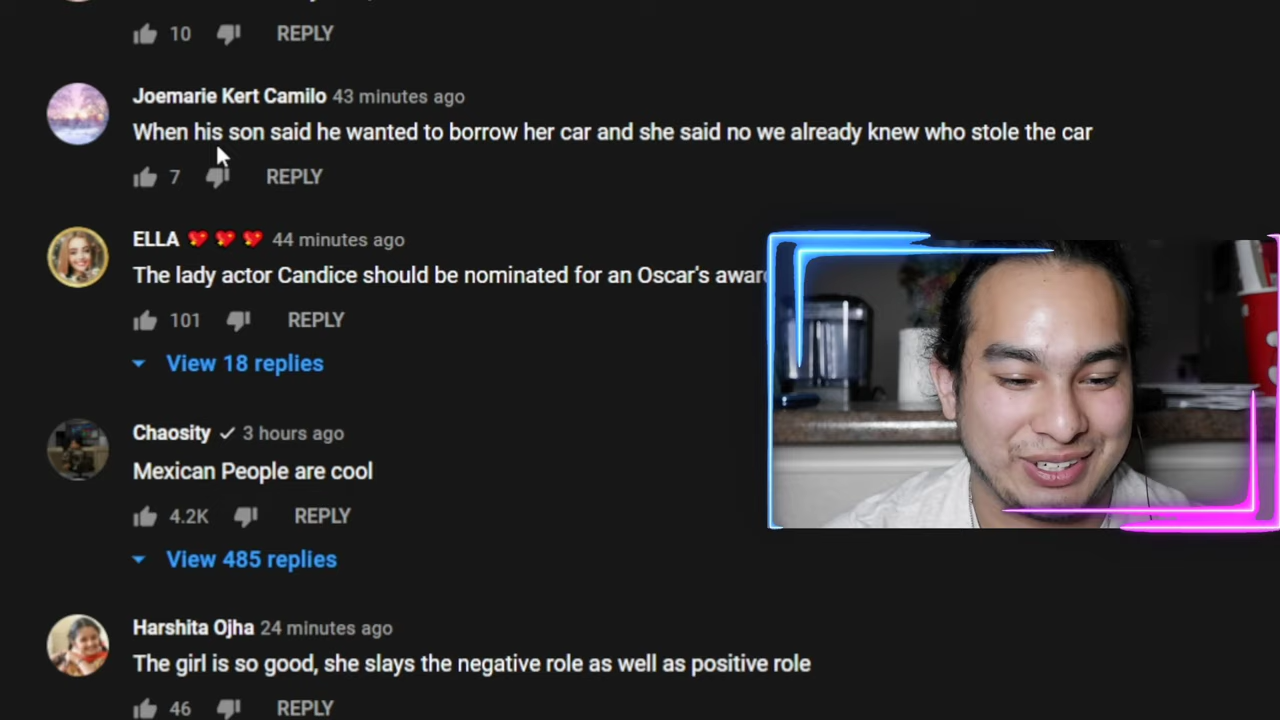 10 REPLY
Joemarie Kert Camilo 43 minutes ago
When his son said he wanted to borrow her car and she said no we already knew who stole the car
7 REPLY
ELLA 44 minutes ago
The lady actor Candice should be nominated for an Oscar's award
101 REPLY
View 18 replies
Chaosity 3 hours ago
Mexican People are cool
4.2K REPLY
View 485 replies
Harshita Ojha 24 minutes ago
The girl is so good, she slays the negative role as well as positive role
46 REPLY